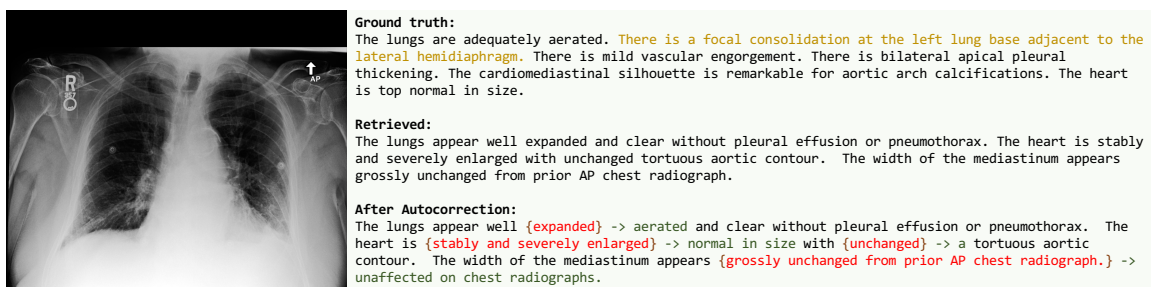 R
AP
Ground truth:
The lungs are adequately aerated. There is a focal consolidation at the left lung base adjacent to the
lateral hemidiaphragm. There is mild vascular engorgement. There is bilateral apical pleural
thickening. The cardiomediastinal silhouette is remarkable for aortic arch calcifications. The heart
is top normal in size.
Retrieved:
The lungs appear well expanded and clear without pleural effusion or pneumothorax. The heart is stably
and severely enlarged with unchanged tortuous aortic contour.  The width of the mediastinum appears
grossly unchanged from prior AP chest radiograph.
After Autocorrection:
The lungs appear well {expanded} -> aerated and clear without pleural effusion or pneumothorax.  The
heart is {stably and severely enlarged} -> normal in size with {unchanged} -> a tortuous aortic
contour.  The width of the mediastinum appears {grossly unchanged from prior AP chest radiograph.} ->
unaffected on chest radiographs.